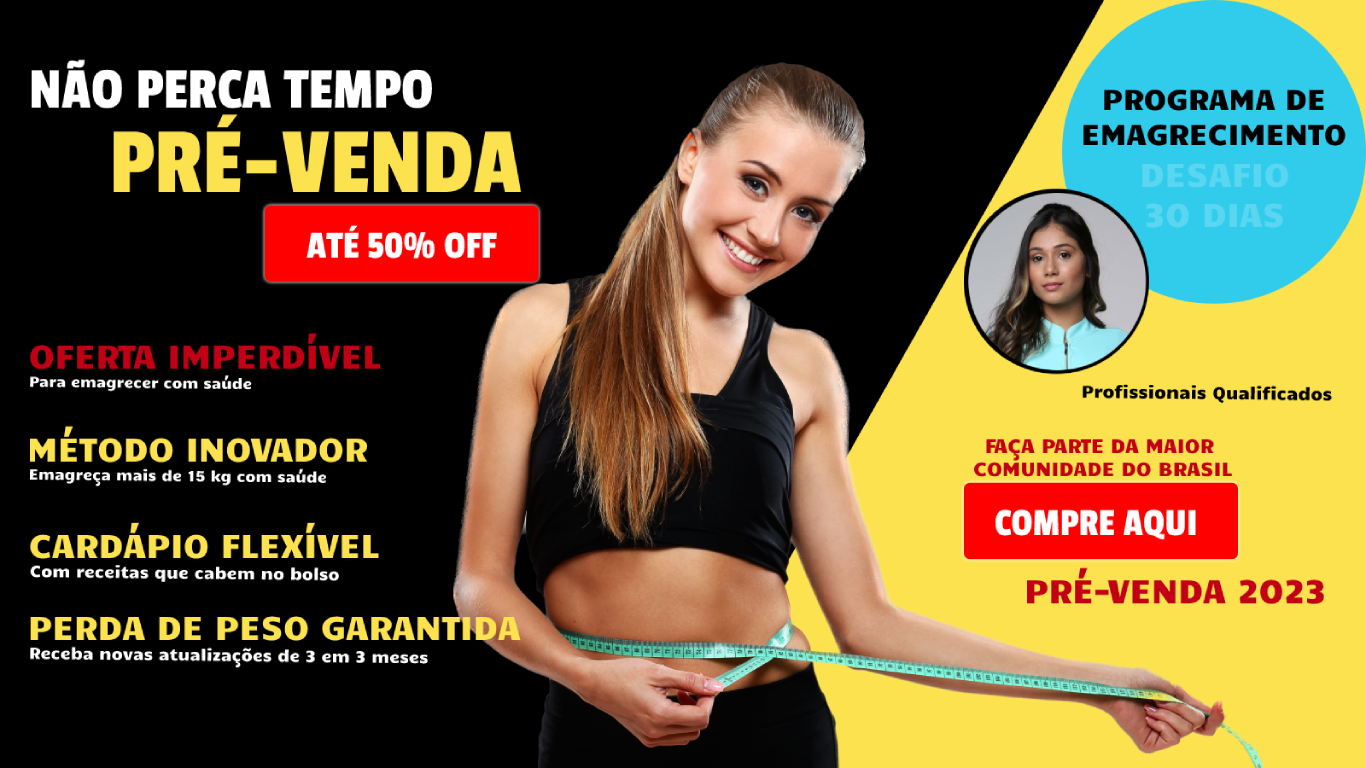 NÃO PERCA TEMPO
PRÉ-VENDA
ATÉ 50% OFF
OFERTA IMPERDÍVEL
Para emagrecer com saúde
MÉTODO INOVADOR
Emagreça mais de 15 kg com saúde
CARDÁPIO FLEXÍVEL
Com receitas que cabem no bolso
PERDA DE PESO GARANTIDA
Receba novas atualizações de 3 em 3 meses
PROGRAMA DE
EMAGRECIMENTO
DESAFIO
30 DIAS
Profissionais Qualificados
FAÇA PARTE DA MAIOR
COMUNIDADE DO BRASIL
COMPRE AQUI
PRÉ-VENDA 2023